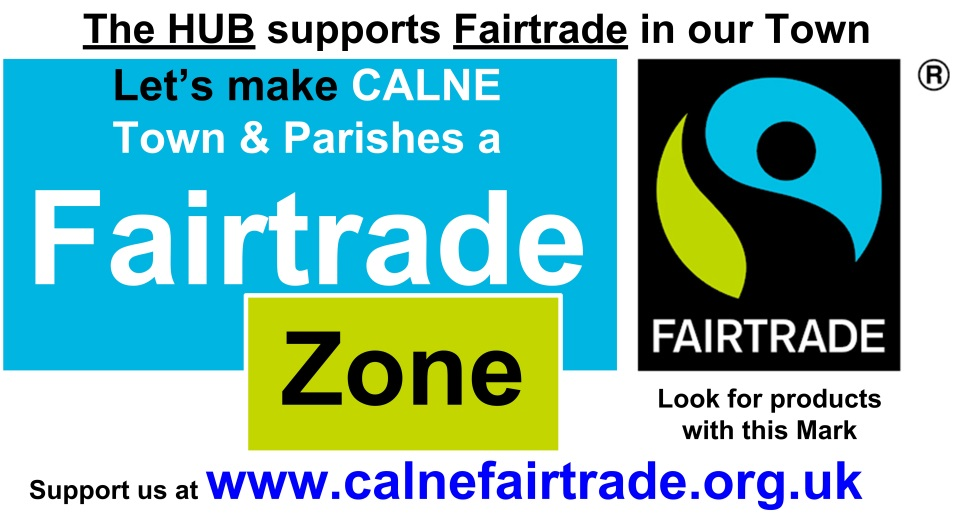 The HUB supports Fairtrade in our Town
Let's make CALNE
Town & Parishes a
Fairtrade
Zone
®
FAIRTRADE
Look for products
with this Mark
Support us at www.calnefairtrade.org.uk